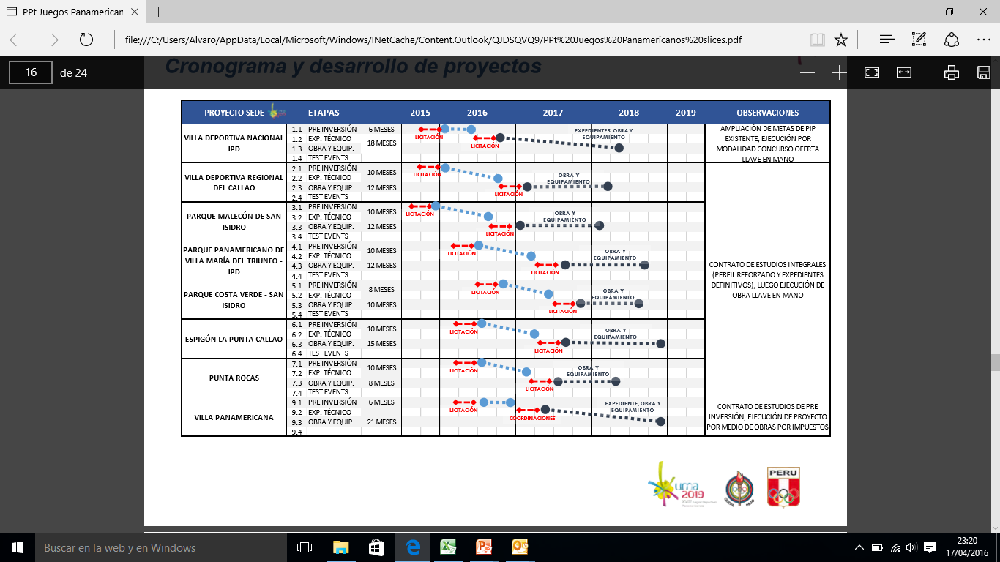 PPt Juegos Panamerican
file:///C:/Users/Alvaro/AppData/Local/Microsoft/Windows/INetCache/Content.Outlook/QJDSQVQ9/PPt%20Juegos%20Panamericanos%20slices.pdf
16 de 24
Cronograma y desarrollo de proyectos
PROYECTO SEDE ETAPAS 2015 2016 2017 2018 2019 OBSERVACIONES
VILLA DEPORTIVA NACIONAL
IPD
1.1 PRE INVERSIÓN 6 MESES
1.2 EXP. TÉCNICO
18 MESES
1.3 OBRA Y EQUIP.
1.4 TEST EVENTS
LICITACIÓN
LICITACIÓN
EXPEDIENTES, OBRA Y
EQUIPAMIENTO
AMPLIACIÓN DE METAS DE PIP
EXISTENTE, EJECUCIÓN POR
MODALIDAD CONCURSO OFERTA
LLAVE EN MANO
VILLA DEPORTIVA REGIONAL
DEL CALLAO
2.1 PRE INVERSIÓN
10 MESES
2.2 EXP. TÉCNICO
2.3 OBRA Y EQUIP. 12 MESES
2.4 TEST EVENTS
LICITACIÓN
LICITACIÓN
OBRA Y
EQUIPAMIENTO
PARQUE MALECÓN DE SAN
ISIDRO
3.1 PRE INVERSIÓN
10 MESES
3.2 EXP. TÉCNICO
3.3 OBRA Y EQUIP. 12 MESES
3.4 TEST EVENTS
LICITACIÓN
LICITACIÓN
OBRA Y
EQUIPAMIENTO
PARQUE PANAMERICANO DE
VILLA MARÍA DEL TRIUNFO -
IPD
4.1 PRE INVERSIÓN
10 MESES
4.2 EXP. TÉCNICO
4.3 OBRA Y EQUIP. 12 MESES
4.4 TEST EVENTS
LICITACIÓN
LICITACIÓN
OBRA Y
EQUIPAMIENTO
CONTRATO DE ESTUDIOS INTEGRALES
(PERFIL REFORZADO Y EXPEDIENTES
DEFINITIVOS), LUEGO EJECUCIÓN DE
OBRA LLAVE EN MANO
PARQUE COSTA VERDE - SAN
ISIDRO
5.1 PRE INVERSIÓN
8 MESES
5.2 EXP. TÉCNICO
5.3 OBRA Y EQUIP. 10 MESES
5.4 TEST EVENTS
LICITACIÓN
LICITACIÓN
OBRA Y
EQUIPAMIENTO
ESPIGÓN LA PUNTA CALLAO
6.1 PRE INVERSIÓN
10 MESES
6.2 EXP. TÉCNICO
6.3 OBRA Y EQUIP. 15 MESES
6.4 TEST EVENTS
LICITACIÓN
LICITACIÓN
OBRA Y
EQUIPAMIENTO
PUNTA ROCAS
7.1 PRE INVERSIÓN
10 MESES
7.2 EXP. TÉCNICO
7.3 OBRA Y EQUIP. 8 MESES
7.4 TEST EVENTS
LICITACIÓN
LICITACIÓN
OBRA Y
EQUIPAMIENTO
VILLA PANAMERICANA
9.1 PRE INVERSIÓN 6 MESES
9.2 EXP. TÉCNICO
9.3 OBRA Y EQUIP. 21 MESES
9.4
LICITACIÓN
COORDINACIONES
EXPEDIENTE, OBRA Y
EQUIPAMIENTO
CONTRATO DE ESTUDIOS DE PRE
INVERSIÓN, EJECUCIÓN DE PROYECTO
POR MEDIO DE OBRAS POR IMPUESTOS
2019
PERU
Buscar en la web y en Windows
23:20
17/04/2016